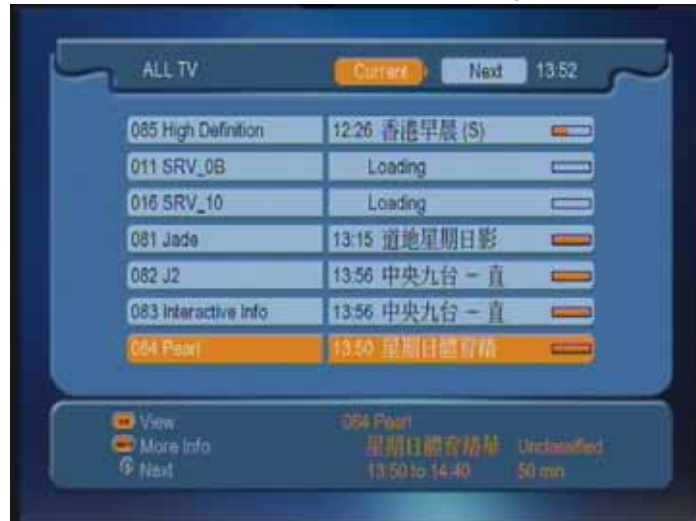 ALL TV Current Next 13:52
085 High Definition 12:26 香港早晨 (S)
011 SRV_0B Loading
016 SRV_10 Loading
081 Jade 13:15 道地星期日影
082 J2 13:56 中央九台 - 直
083 Interactive Info 13:56 中央九台 - 直
084 Pearl 13:50 星期日體育精
View 084 Pearl
More Info 星期日體育精華 Unclassified
Next 13:50 to 14:40 50 min